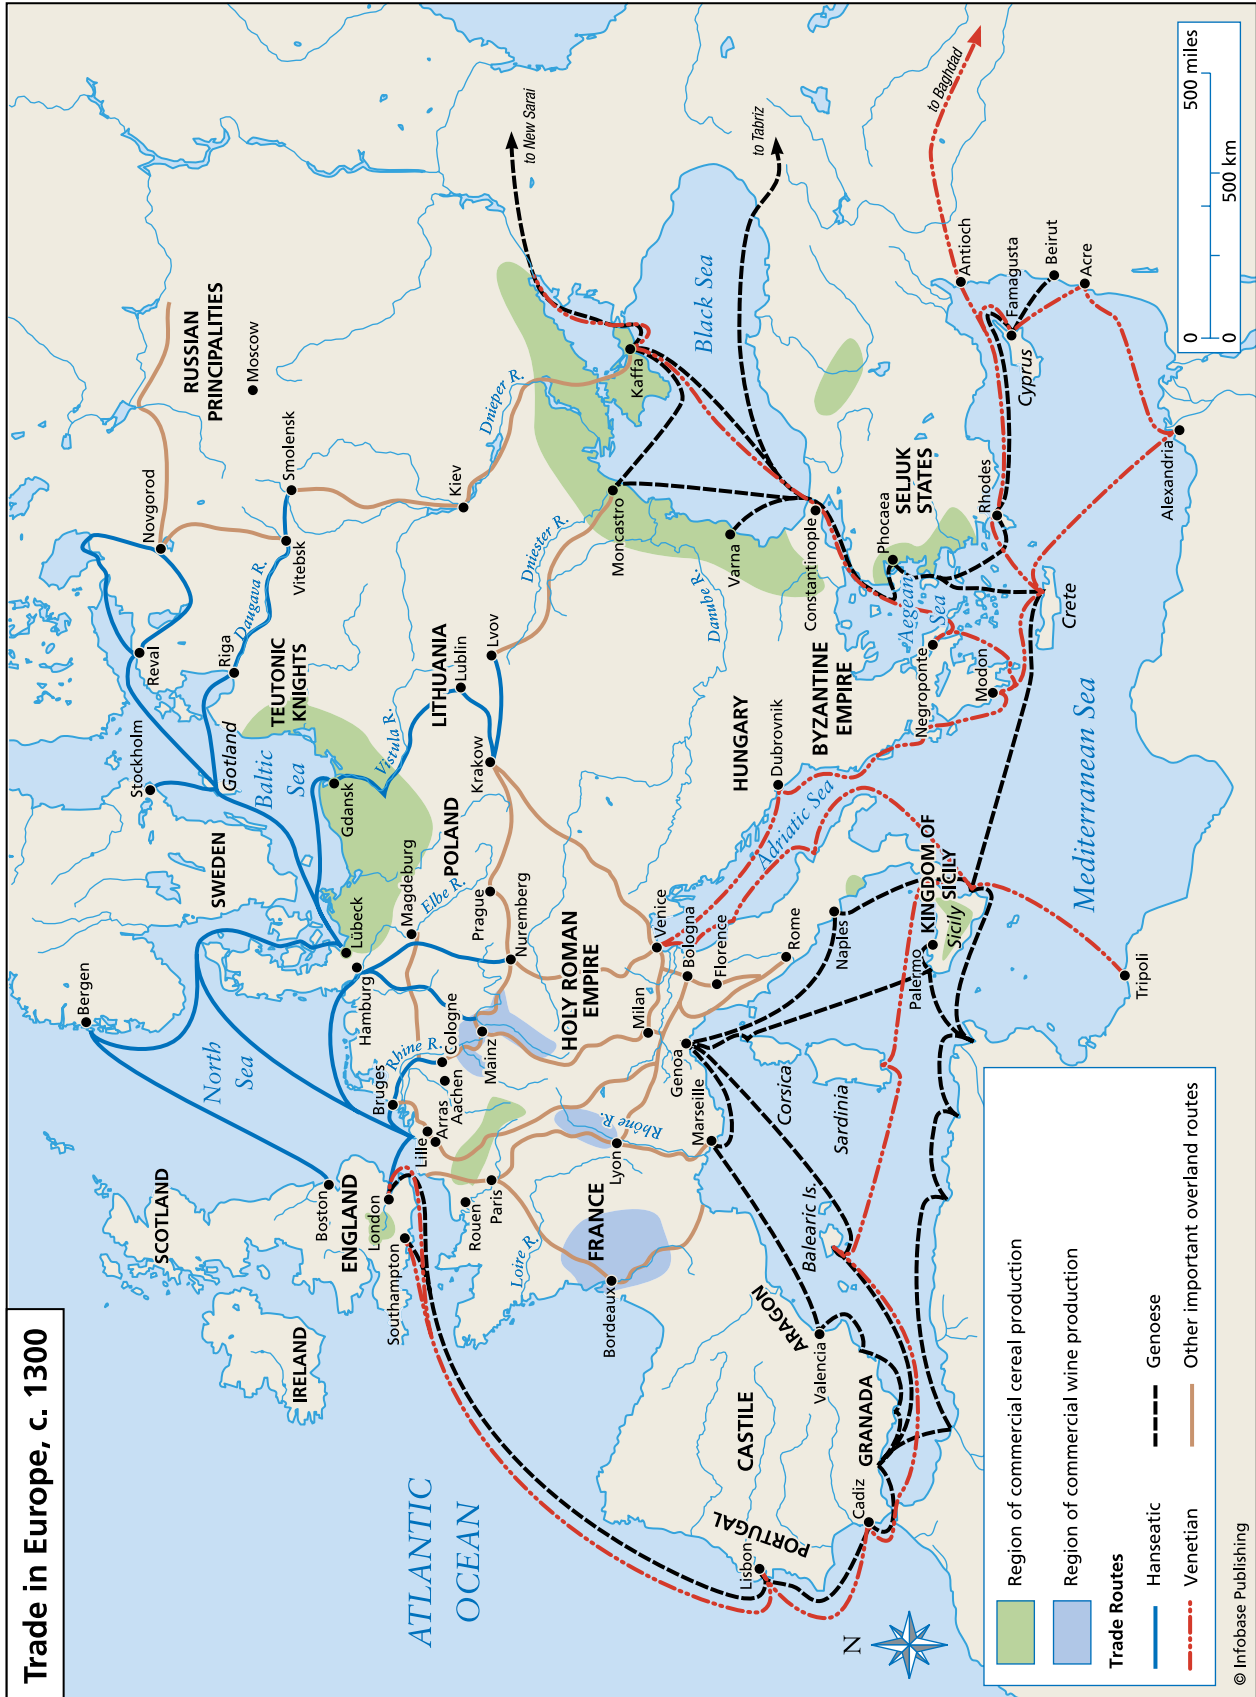 Trade in Europe, c. 1300
SCOTLAND
IRELAND
ENGLAND
Boston
London
Southampton
ATLANTIC
OCEAN
North
Sea
Bergen
SWEDEN
Stockholm
Gotland
Baltic
Sea
Reval
Riga
Novgorod
RUSSIAN
PRINCIPALITIES
Moscow
Smolensk
Vitebsk
Daugava R.
TEUTONIC
KNIGHTS
LITHUANIA
Lublin
Lvov
Krakow
Vistula R.
Gdansk
POLAND
Lübeck
Hamburg
Magdeburg
Elbe R.
Prague
Nuremberg
HOLY ROMAN
EMPIRE
Cologne
Mainz
Rhine R.
Bruges
Aachen
Arras
Lille
Rouen
Paris
Loire R.
FRANCE
Bordeaux
Lyon
Rhône R.
Marseille
Genoa
Milan
Venice
Bologna
Florence
Rome
Naples
KINGDOM OF
SICILY
Sicily
Palermo
Corsica
Sardinia
Balearic Is.
ARAGON
Valencia
CASTILE
GRANADA
PORTUGAL
Lisbon
Cadiz
Kiev
Dnieper R.
Dniester R.
Moncastro
Kaffa
to New Sarai
Black Sea
to Tabriz
Varna
Danube R.
HUNGARY
Dubrovnik
Adriatic Sea
BYZANTINE
EMPIRE
Constantinople
Phocaea
Aegean
Sea
SELJUK
STATES
Negroponte
Modon
Rhodes
Crete
Mediterranean Sea
Tripoli
Alexandria
Cyprus
Famagusta
Antioch
Beirut
Acre
to Baghdad
N
Region of commercial cereal production
Region of commercial wine production
Trade Routes
Hanseatic
Genoese
Venetian
Other important overland routes
0
500 miles
0
500 km
© Infobase Publishing